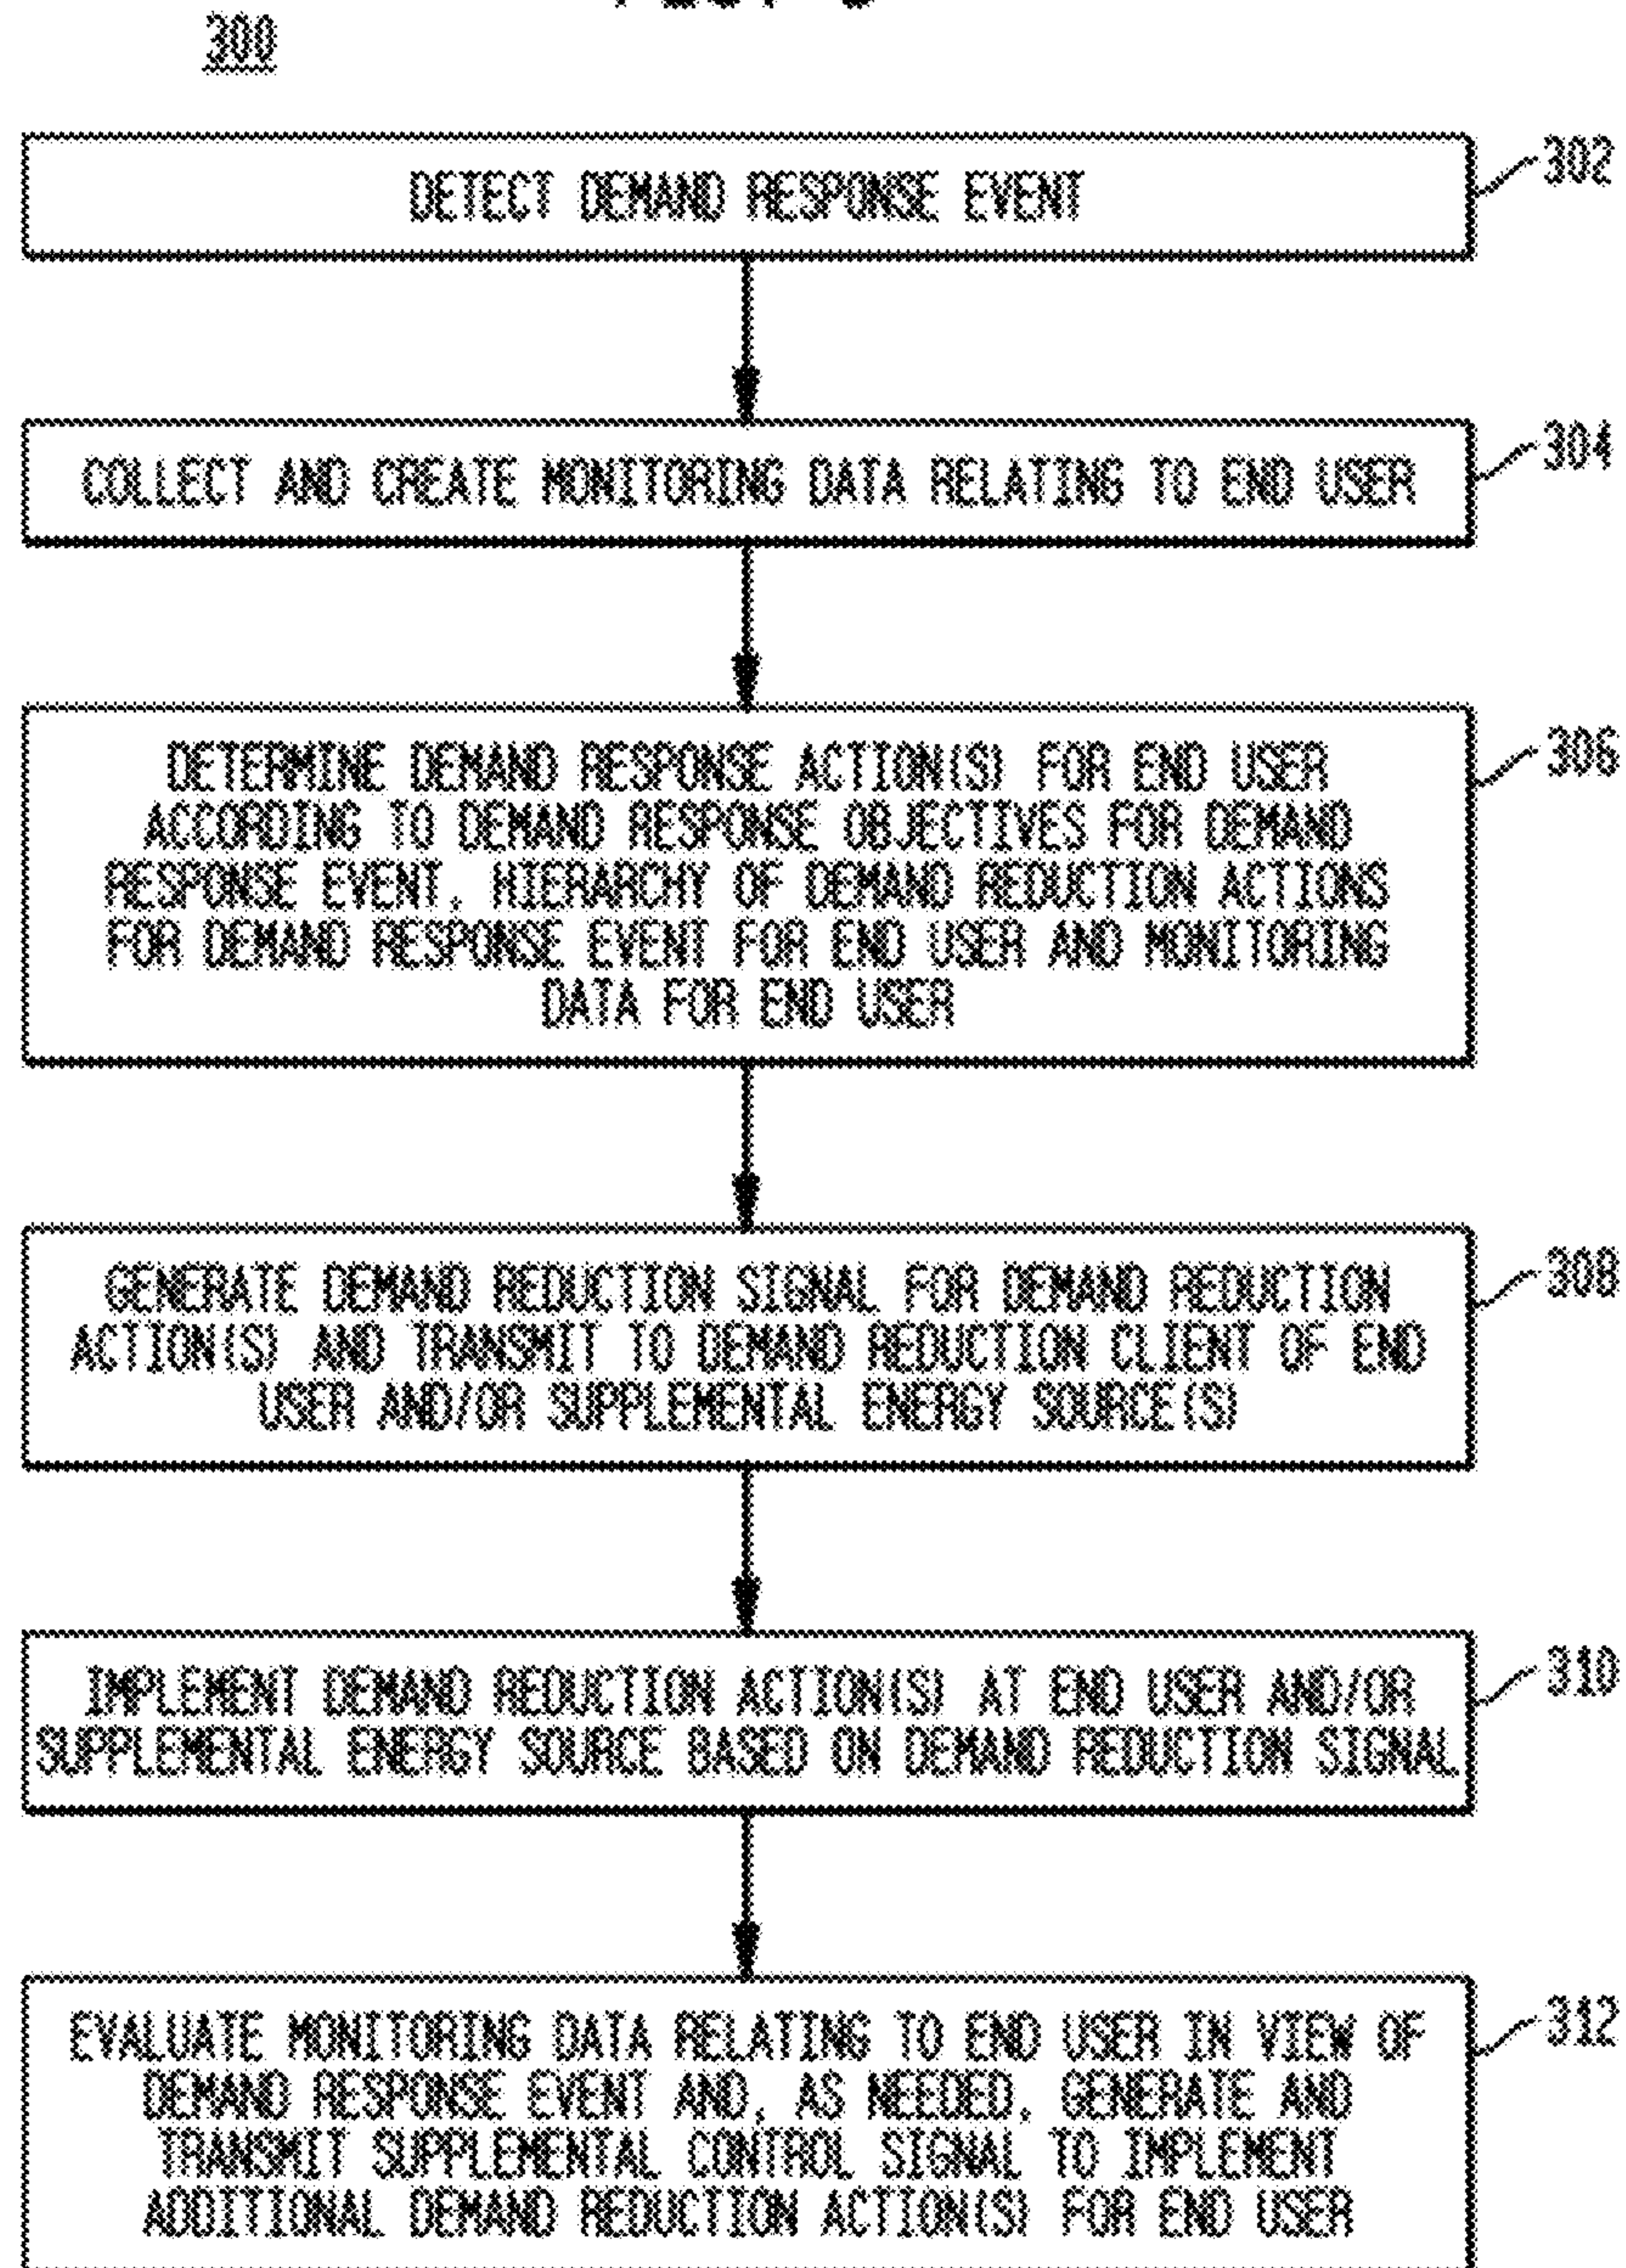 300
DETECT DEMAND RESPONSE EVENT
302
COLLECT AND CREATE MONITORING DATA RELATING TO END USER
304
DETERMINE DEMAND RESPONSE ACTION(S) FOR END USER
ACCORDING TO DEMAND RESPONSE OBJECTIVES FOR DEMAND
RESPONSE EVENT, HIERARCHY OF DEMAND REDUCTION ACTIONS
FOR DEMAND RESPONSE EVENT FOR END USER AND MONITORING
DATA FOR END USER
306
GENERATE DEMAND REDUCTION SIGNAL FOR DEMAND REDUCTION
ACTION(S) AND TRANSMIT TO DEMAND REDUCTION CLIENT OF END
USER AND/OR SUPPLEMENTAL ENERGY SOURCE(S)
308
IMPLEMENT DEMAND REDUCTION ACTION(S) AT END USER AND/OR
SUPPLEMENTAL ENERGY SOURCE BASED ON DEMAND REDUCTION SIGNAL
310
EVALUATE MONITORING DATA RELATING TO END USER IN VIEW OF
DEMAND RESPONSE EVENT AND, AS NEEDED, GENERATE AND
TRANSMIT SUPPLEMENTAL CONTROL SIGNAL TO IMPLEMENT
ADDITIONAL DEMAND REDUCTION ACTION(S) FOR END USER
312